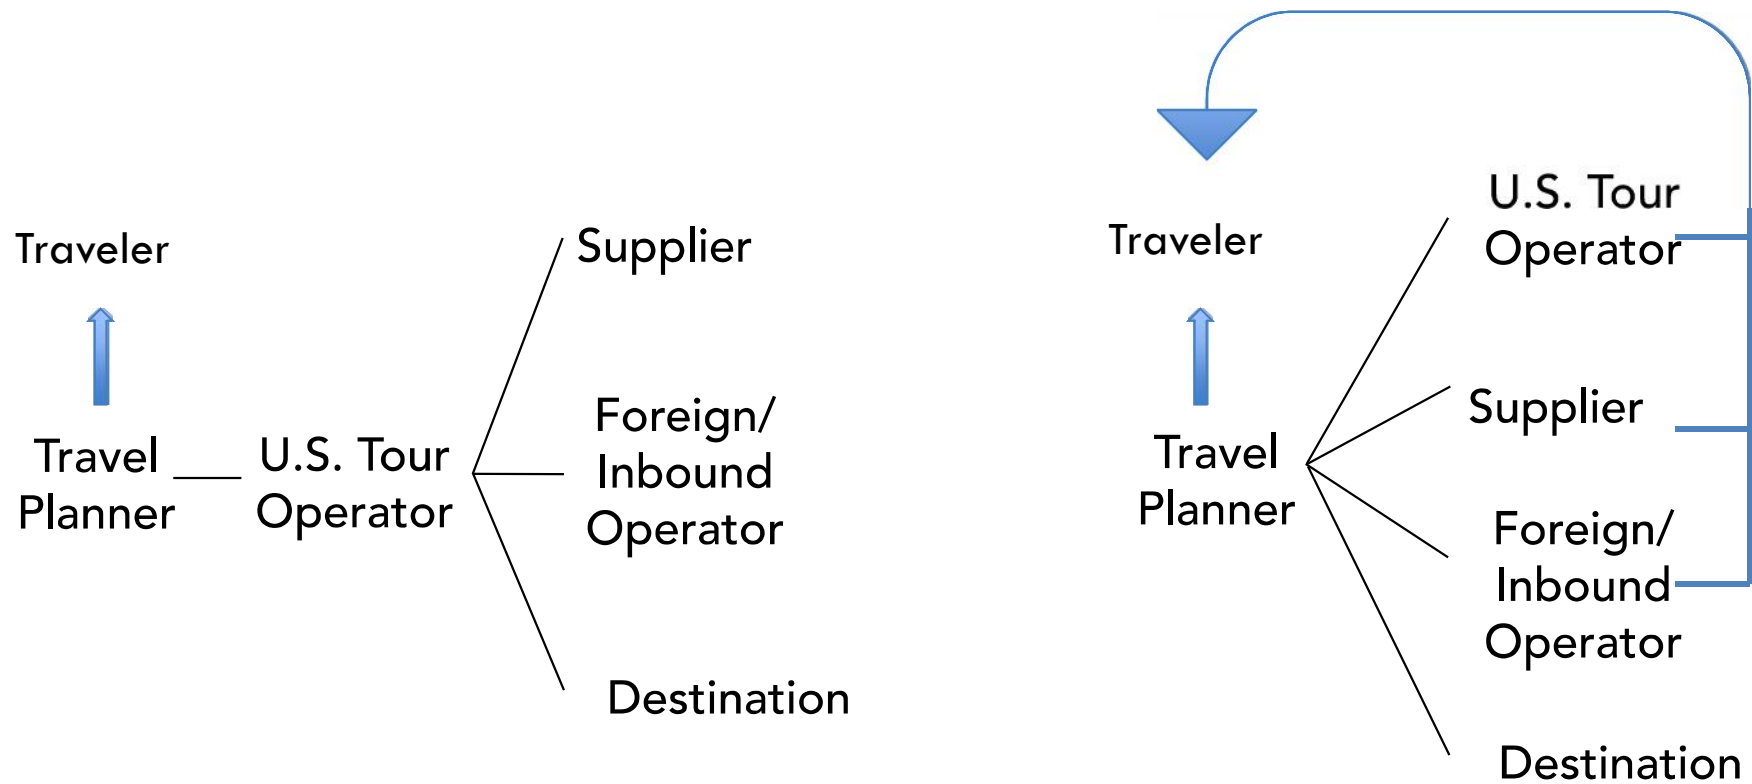 Traveler
Travel
Planner
U.S. Tour
Operator
Supplier
Foreign/
Inbound
Operator
Destination
Traveler
Travel
Planner
U.S. Tour
Operator
Supplier
Foreign/
Inbound
Operator
Destination